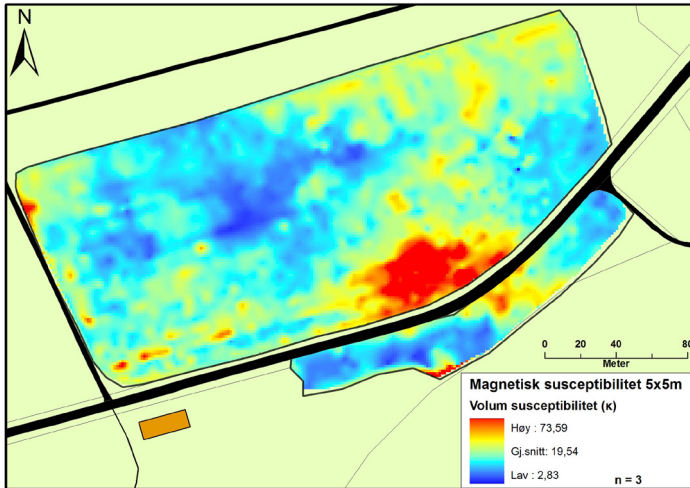 N
0 20 40 80
Meter
Magnetisk susceptibilitet 5x5m
Volum susceptibilitet (κ)
Høy : 73,59
Gj.snitt: 19,54
Lav : 2,83
n = 3